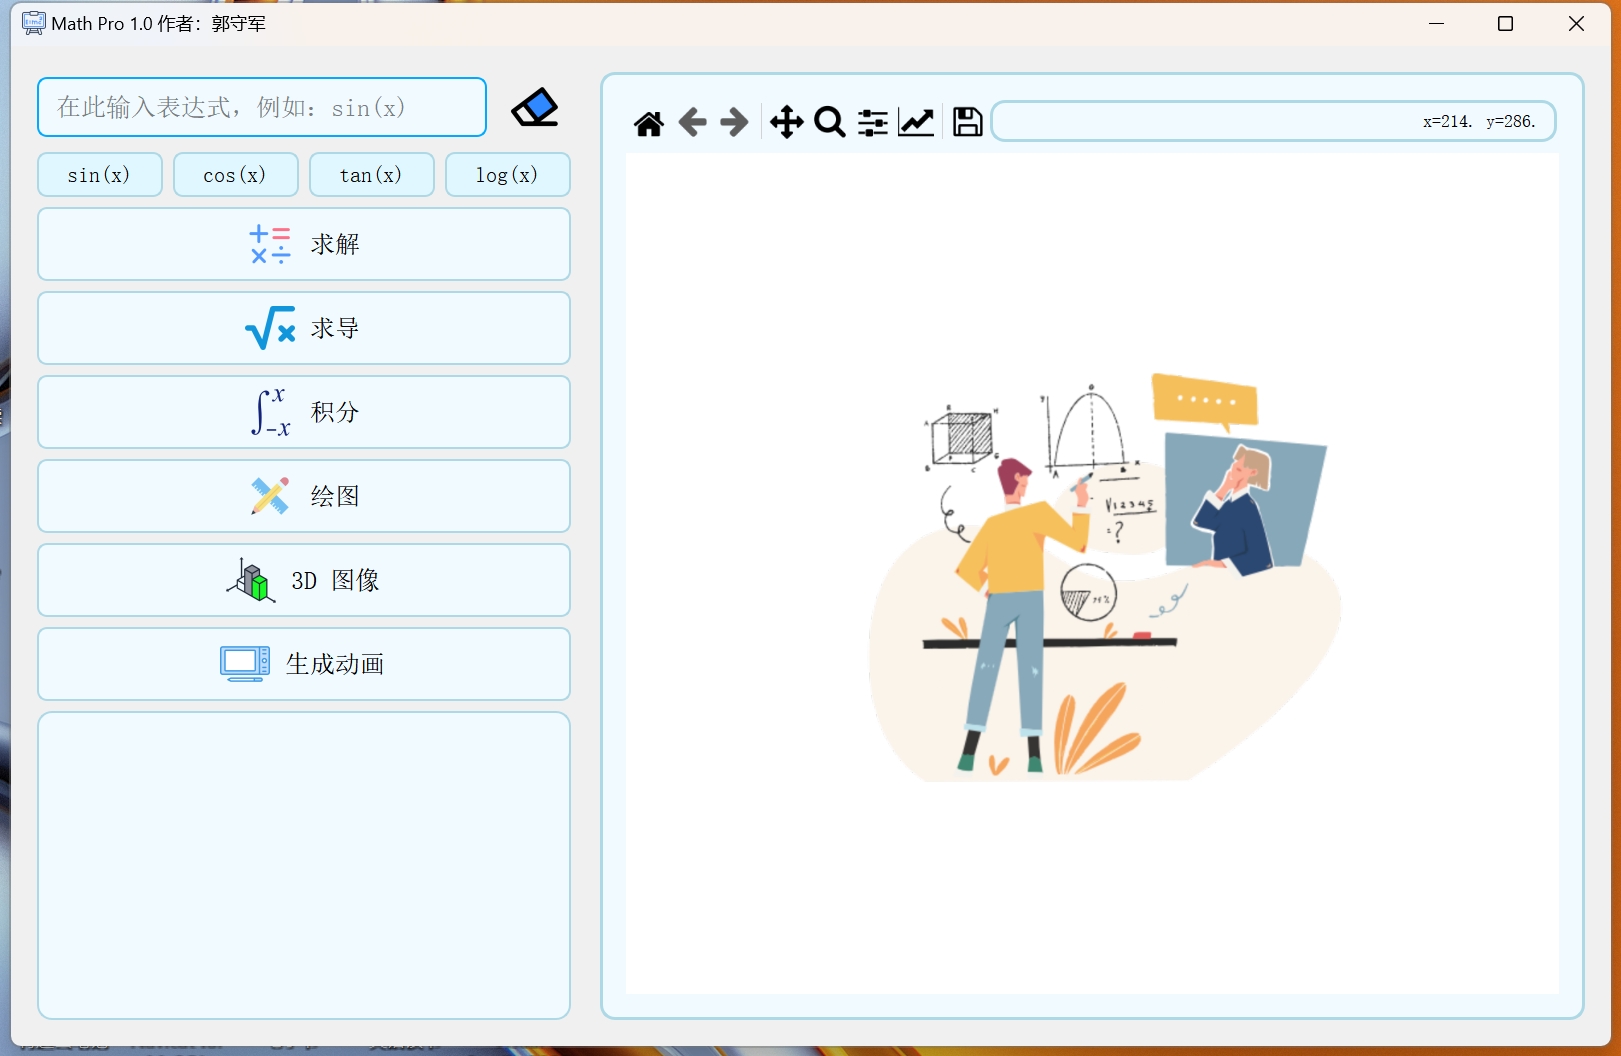 Math Pro 1.0 作者：郭守军
在此输入表达式，例如：sin(x)
sin(x) cos(x) tan(x) log(x)
求解
求导
积分
绘图
3D 图像
生成动画
x=214. y=286.
√12345
=?